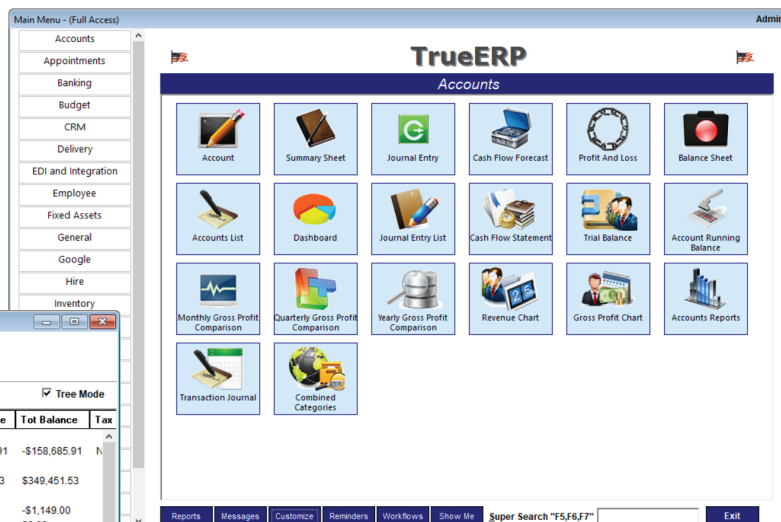 Main Menu - (Full Access)
Admin
Accounts
Appointments
Banking
Budget
CRM
Delivery
EDI and Integration
Employee
Fixed Assets
General
Google
Hire
Inventory
TrueERP
Accounts
Account
Summary Sheet
Journal Entry
Cash Flow Forecast
Profit And Loss
Balance Sheet
Accounts List
Dashboard
Journal Entry List
Cash Flow Statement
Trial Balance
Account Running
Balance
Monthly Gross Profit
Comparison
Quarterly Gross Profit
Comparison
Yearly Gross Profit
Comparison
Revenue Chart
25
Gross Profit Chart
Accounts Reports
Transaction Journal
Combined
Categories
Tree Mode
e Tot Balance Tax
91 -$158,685.91 N
3 $349,451.53
-$1,149.00
Reports Messages Customize Reminders Workflows Show Me Super Search "F5,F6,F7" Exit